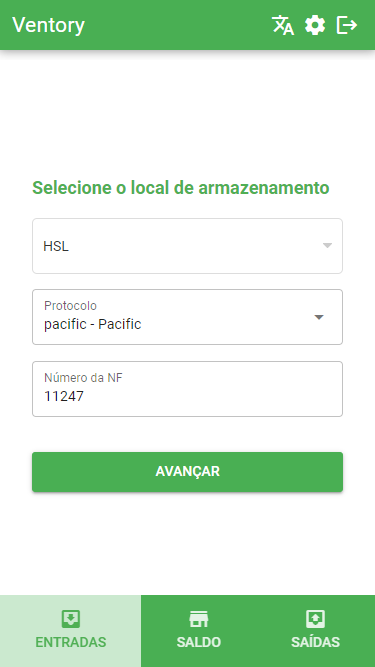 Ventory
Selecione o local de armazenamento
HSL
Protocolo
pacific - Pacific
Número da NF
11247
AVANÇAR
ENTRADAS
SALDO
SAÍDAS